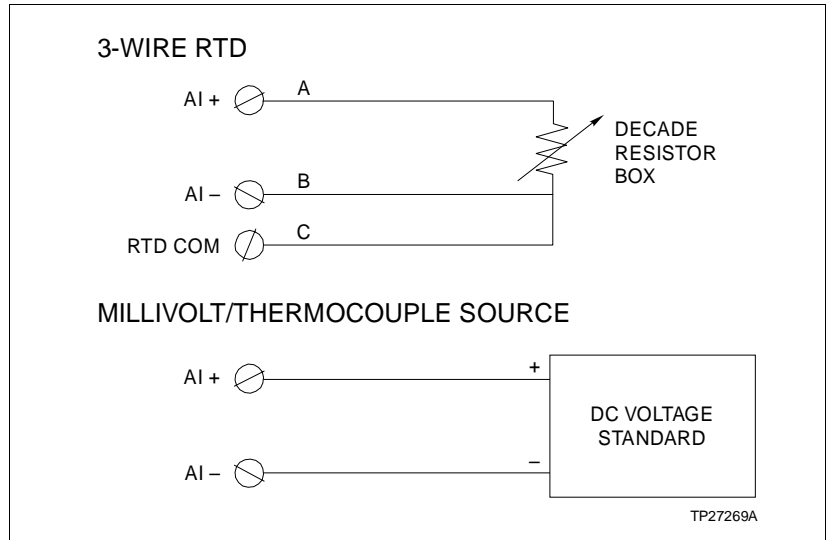 3-WIRE RTD
AI +
A
DECADE
RESISTOR
BOX
AI –
B
RTD COM
C
MILLIVOLT/THERMOCOUPLE SOURCE
AI +
+
DC VOLTAGE
STANDARD
AI –
–
TP27269A